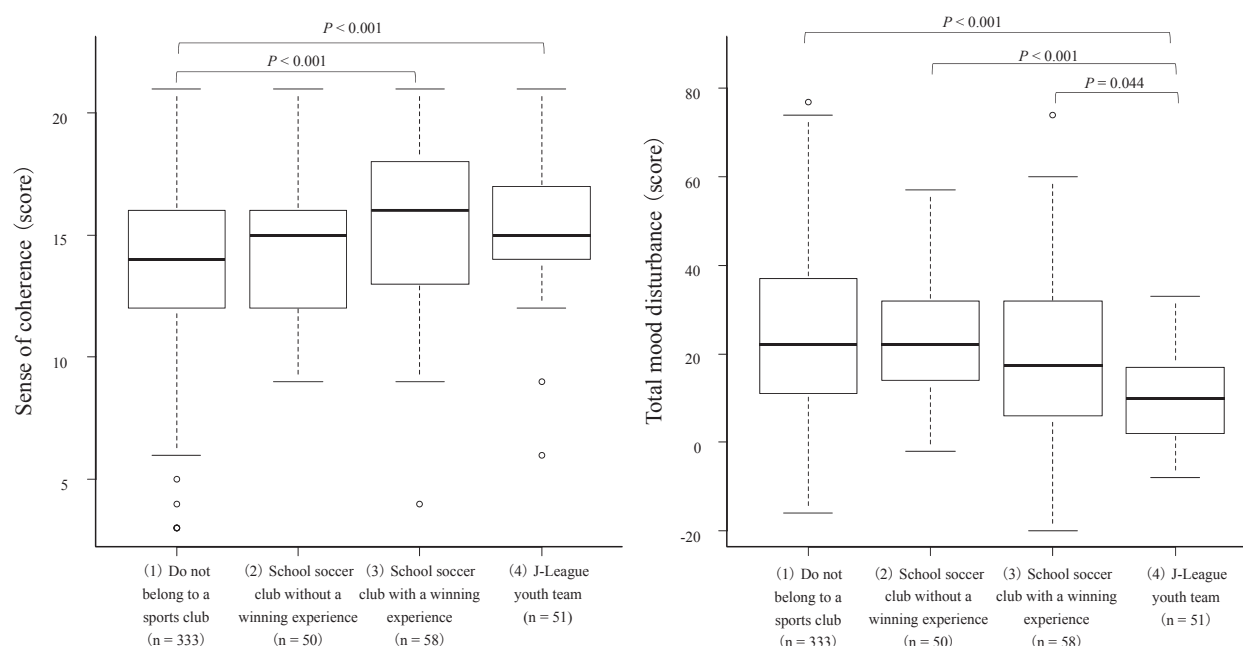 P < 0.001
P < 0.001
20
15
10
5
Sense of coherence (score)
(1) Do not
belong to a
sports club
(n = 333)
(2) School soccer
club without a
winning experience
(n = 50)
(3) School soccer
club with a winning
experience
(n = 58)
(4) J-League
youth team
(n = 51)
P < 0.001
P < 0.001
P = 0.044
80
60
40
20
0
-20
Total mood disturbance (score)
(1) Do not
belong to a
sports club
(n = 333)
(2) School soccer
club without a
winning experience
(n = 50)
(3) School soccer
club with a winning
experience
(n = 58)
(4) J-League
youth team
(n = 51)